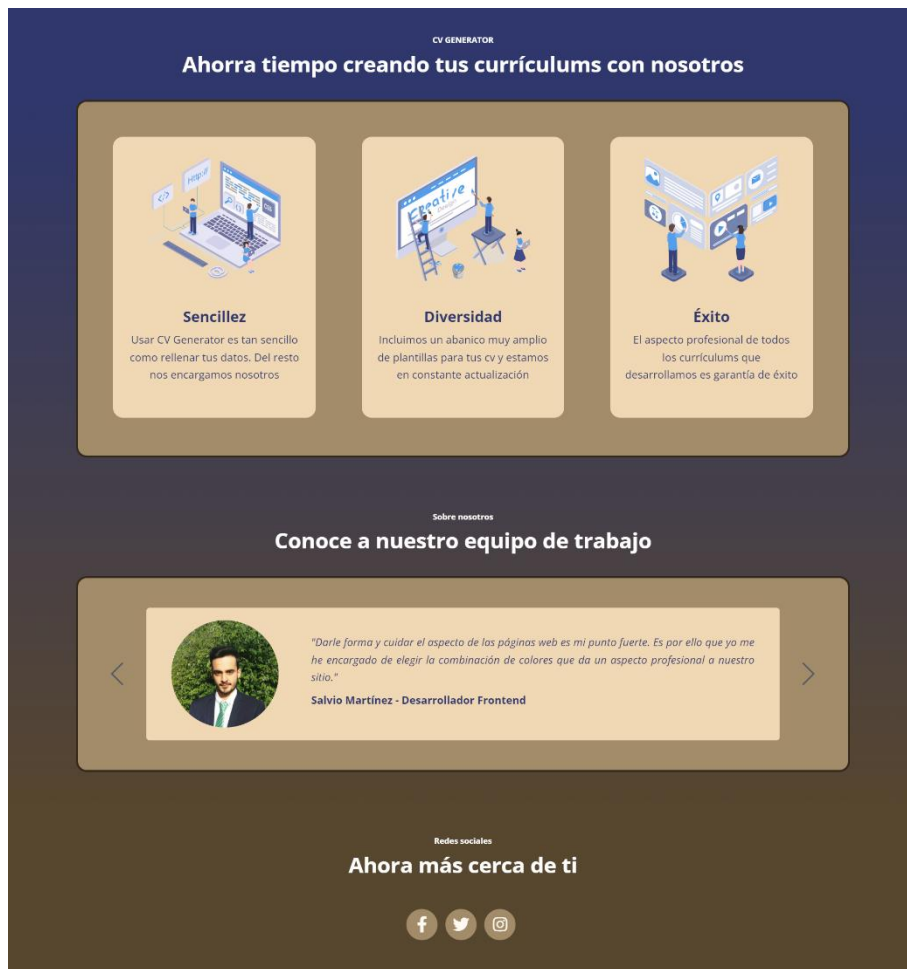 CV GENERATOR
Ahorra tiempo creando tus currículums con nosotros
</>
Http://
Creative
Design
Sencillez
Usar CV Generator es tan sencillo
como rellenar tus datos. Del resto
nos encargamos nosotros
Diversidad
Incluimos un abanico muy amplio
de plantillas para tus cv y estamos
en constante actualización
Éxito
El aspecto profesional de todos
los currículums que
desarrollamos es garantía de éxito
Sobre nosotros
Conoce a nuestro equipo de trabajo
"Darle forma y cuidar el aspecto de las páginas web es mi punto fuerte. Es por ello que yo me
he encargado de elegir la combinación de colores que da un aspecto profesional a nuestro
sitio."
Salvio Martínez - Desarrollador Frontend
Redes sociales
Ahora más cerca de ti